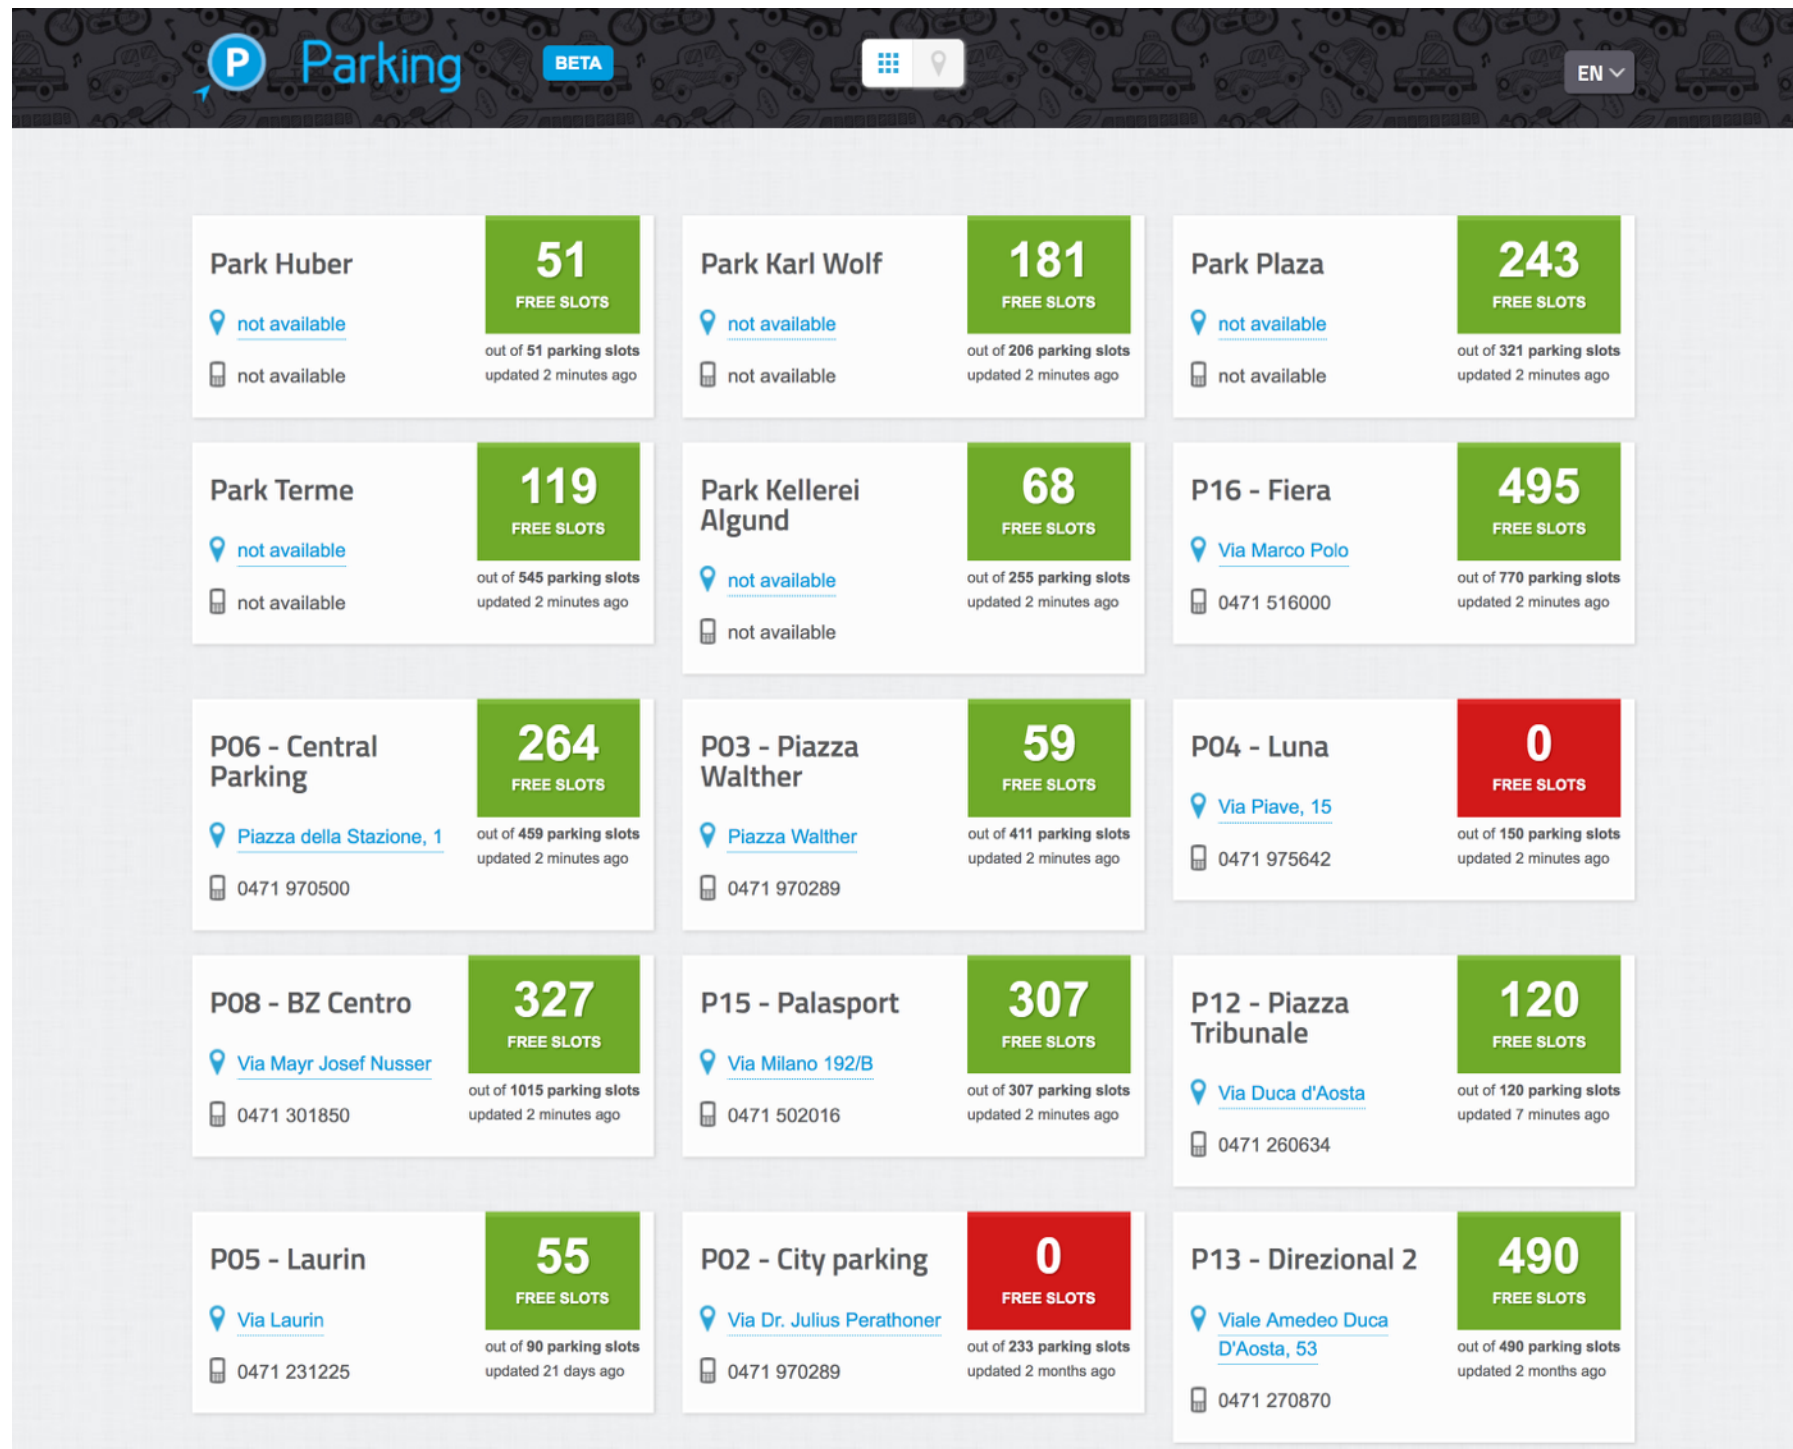 P Parking BETA
EN
Park Huber
not available
not available
51
FREE SLOTS
out of 51 parking slots
updated 2 minutes ago
Park Karl Wolf
not available
not available
181
FREE SLOTS
out of 206 parking slots
updated 2 minutes ago
Park Plaza
not available
not available
243
FREE SLOTS
out of 321 parking slots
updated 2 minutes ago
Park Terme
not available
not available
119
FREE SLOTS
out of 545 parking slots
updated 2 minutes ago
Park Kellerei
Algund
not available
not available
68
FREE SLOTS
out of 255 parking slots
updated 2 minutes ago
P16 - Fiera
Via Marco Polo
0471 516000
495
FREE SLOTS
out of 770 parking slots
updated 2 minutes ago
P06 - Central
Parking
Piazza della Stazione, 1
0471 970500
264
FREE SLOTS
out of 459 parking slots
updated 2 minutes ago
P03 - Piazza
Walther
Piazza Walther
0471 970289
59
FREE SLOTS
out of 411 parking slots
updated 2 minutes ago
P04 - Luna
Via Piave, 15
0471 975642
0
FREE SLOTS
out of 150 parking slots
updated 2 minutes ago
P08 - BZ Centro
Via Mayr Josef Nusser
0471 301850
327
FREE SLOTS
out of 1015 parking slots
updated 2 minutes ago
P15 - Palasport
Via Milano 192/B
0471 502016
307
FREE SLOTS
out of 307 parking slots
updated 2 minutes ago
P12 - Piazza
Tribunale
Via Duca d'Aosta
0471 260634
120
FREE SLOTS
out of 120 parking slots
updated 7 minutes ago
P05 - Laurin
Via Laurin
0471 231225
55
FREE SLOTS
out of 90 parking slots
updated 21 days ago
P02 - City parking
Via Dr. Julius Perathoner
0471 970289
0
FREE SLOTS
out of 233 parking slots
updated 2 months ago
P13 - Direzional 2
Viale Amedeo Duca
D'Aosta, 53
0471 270870
490
FREE SLOTS
out of 490 parking slots
updated 2 months ago